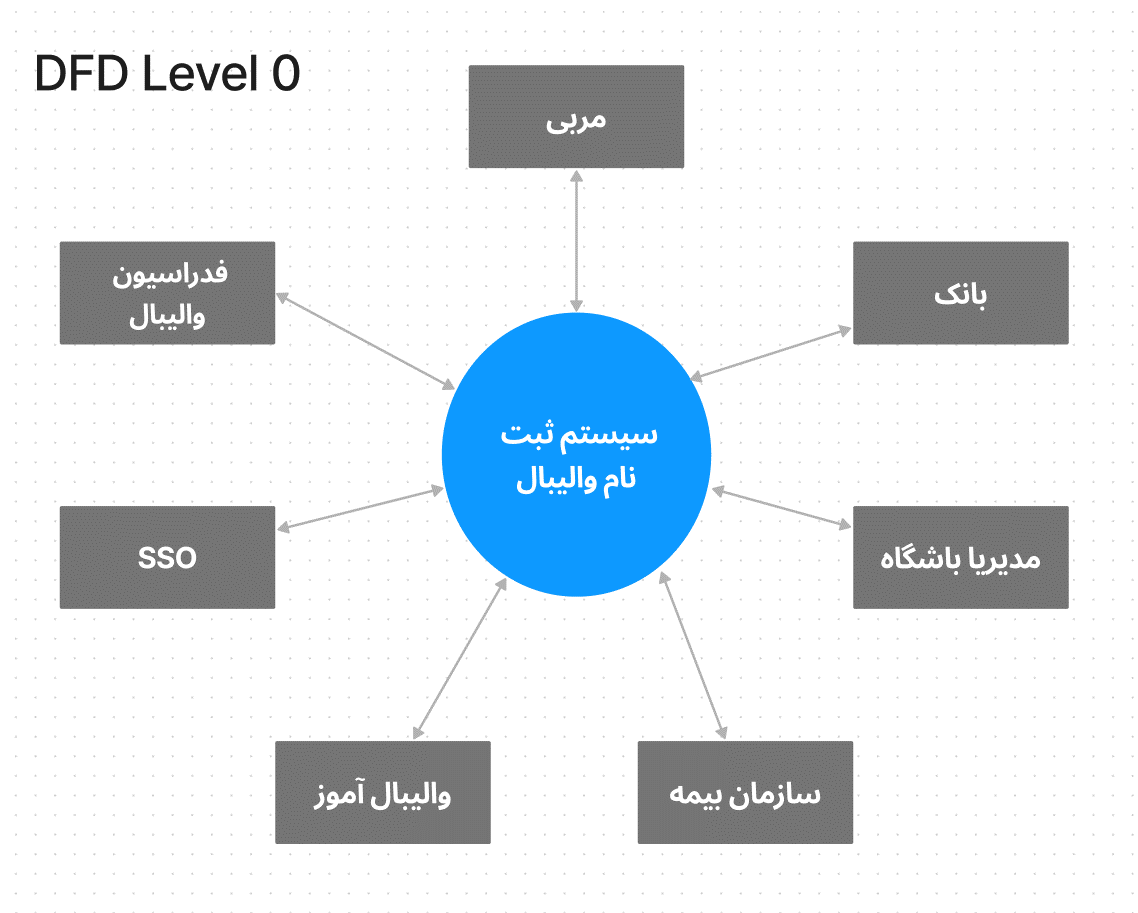 DFD Level 0
مربی
فدراسیون
والیبال
بانک
سیستم ثبت
نام والیبال
SSO
مدیریا باشگاه
والیبال آموز
سازمان بیمه